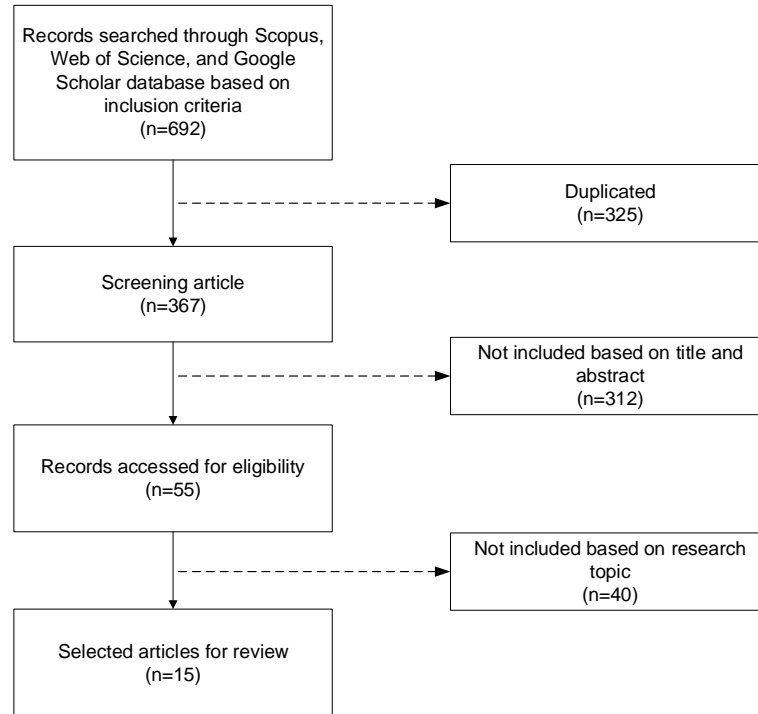 Records searched through Scopus,
Web of Science, and Google
Scholar database based on
inclusion criteria
(n=692)
Duplicated
(n=325)
Screening article
(n=367)
Not included based on title and
abstract
(n=312)
Records accessed for eligibility
(n=55)
Not included based on research
topic
(n=40)
Selected articles for review
(n=15)